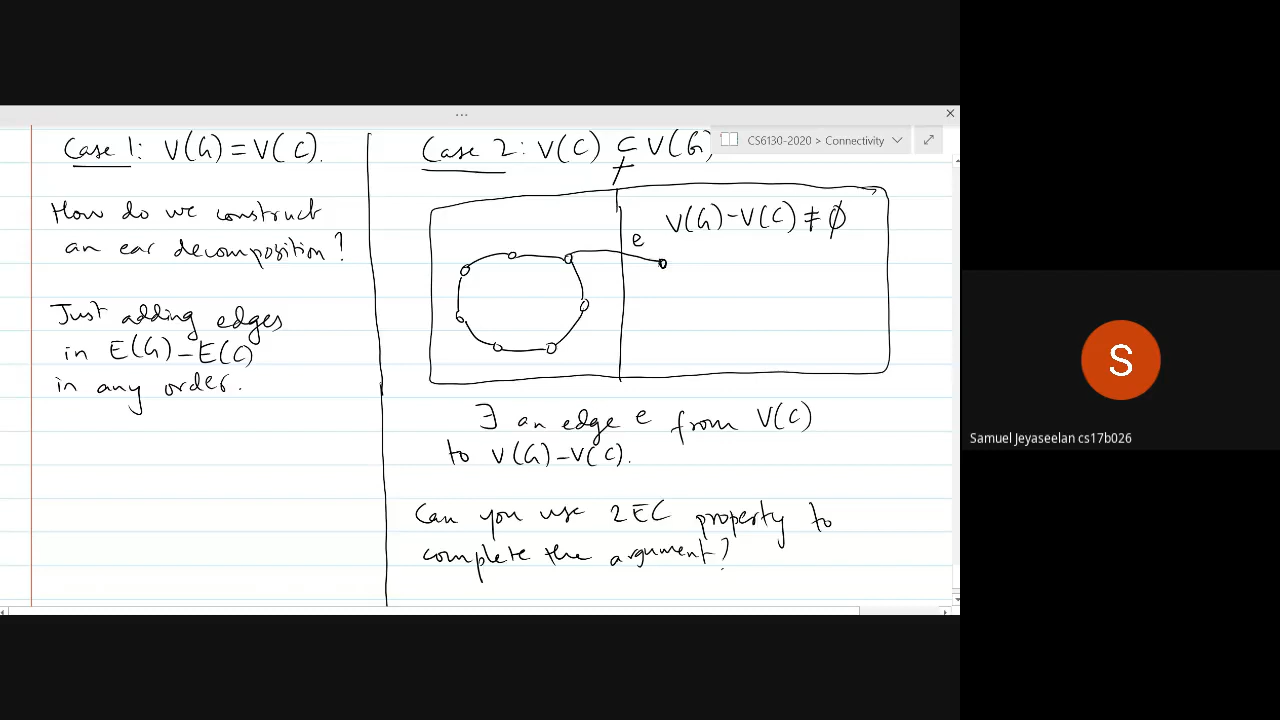 CS6130-2020 > Connectivity
Case 1: V(G) = V(C).
How do we construct
an ear decomposition?
Just adding edges
in E(G) – E(C)
in any order.
Case 2: V(C) ⊊ V(G)
V(G) – V(C) ≠ ∅
e
∃ an edge e from V(C)
to V(G) – V(C).
Can you use 2EC property to
complete the argument?
S
Samuel Jeyaseelan cs17b026